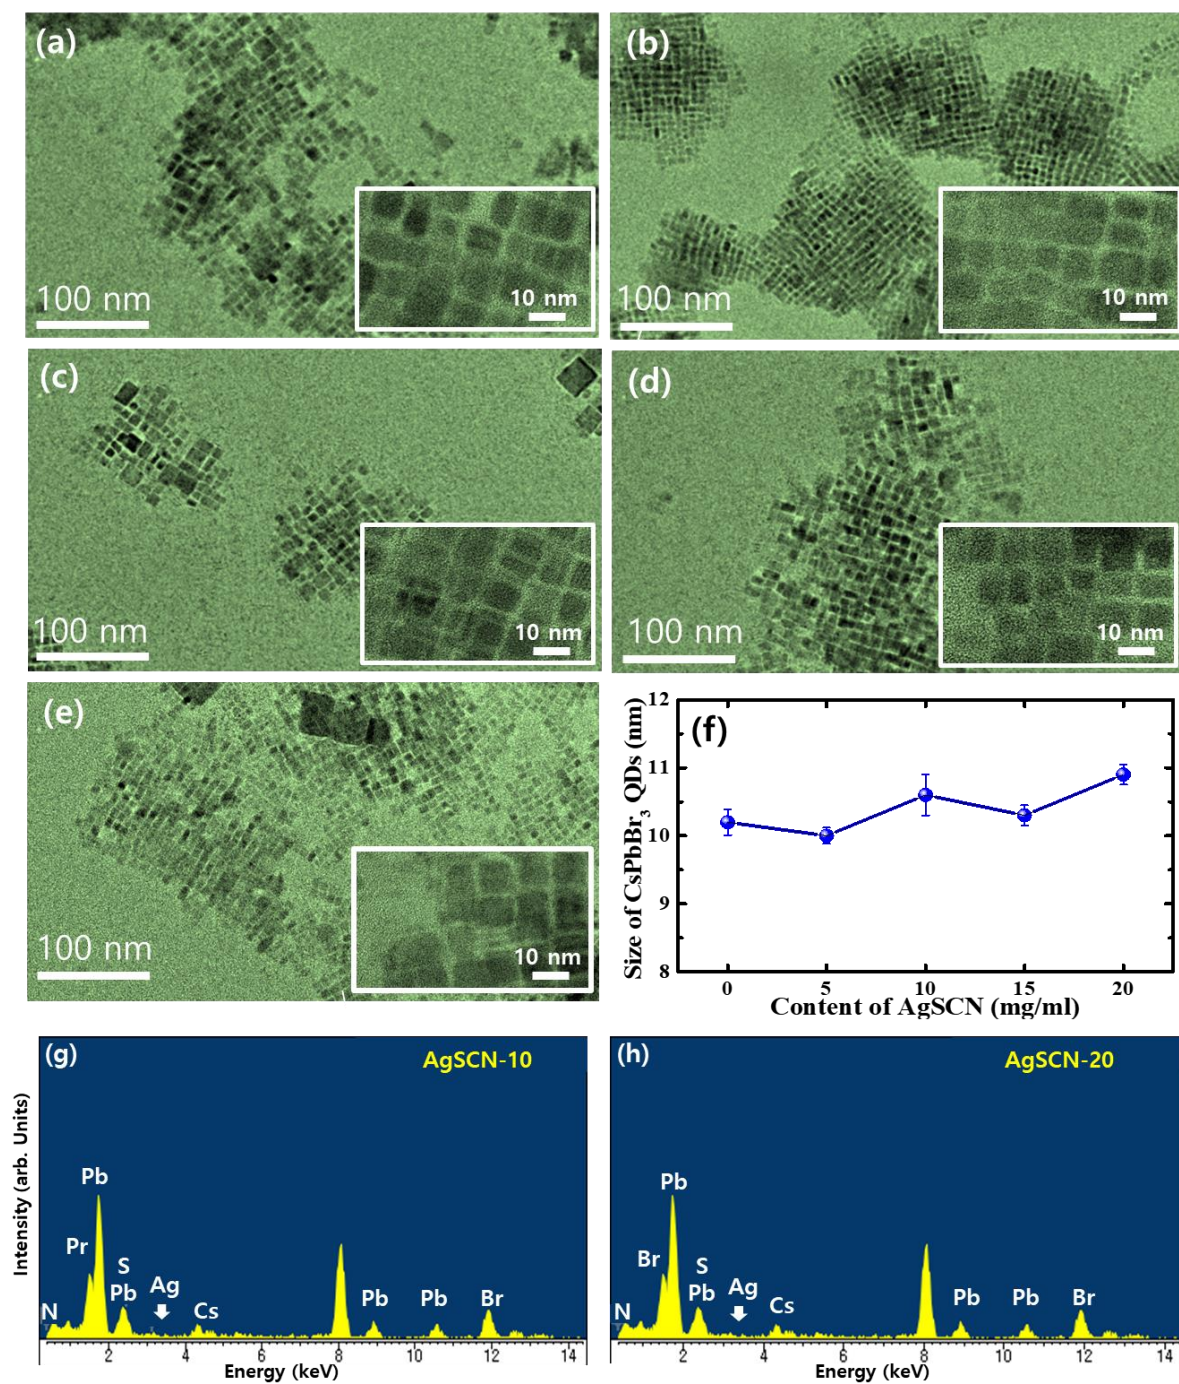 (a)
100 nm
10 nm
(b)
100 nm
10 nm
(c)
100 nm
10 nm
(d)
100 nm
10 nm
(e)
100 nm
10 nm
(f)
Size of CsPbBr3 QDs (nm)
12
11
10
9
8
0 5 10 15 20
Content of AgSCN (mg/ml)
(g)
AgSCN-10
Intensity (arb. Units)
Pb
Pr
S
Pb
Ag
N
Cs
Pb
Pb
Br
2 4 6 8 10 12 14
Energy (keV)
(h)
AgSCN-20
Pb
Br
S
Pb
Ag
N
Cs
Pb
Pb
Br
2 4 6 8 10 12 14
Energy (keV)